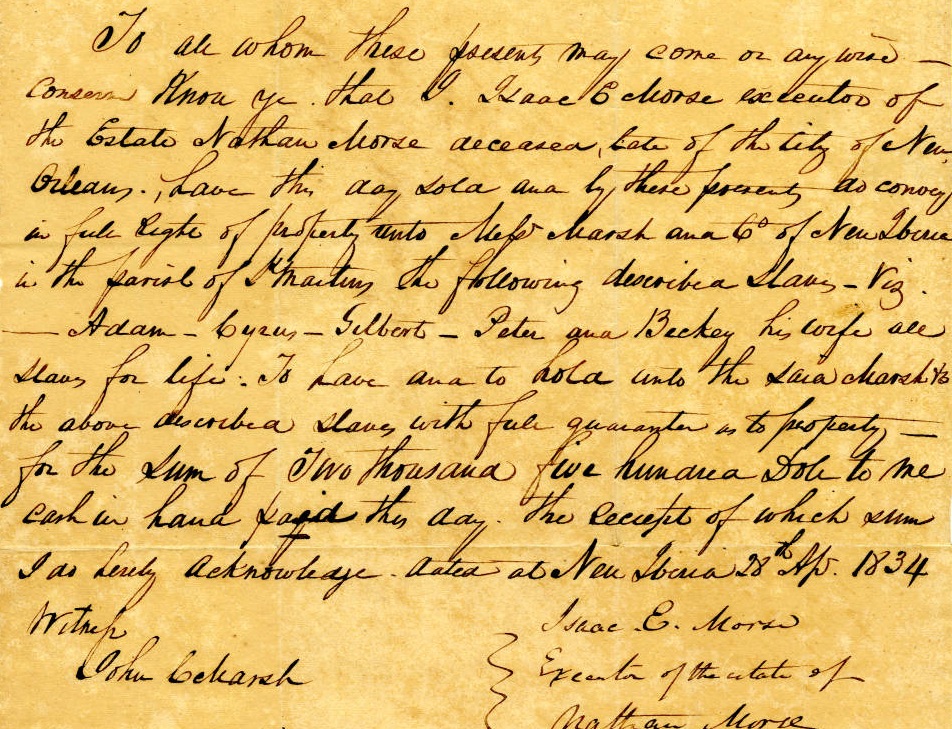 To all whom these presents may come or any wise —
Concern Know ye. that I. Isaac E Morse executor of
the Estate Nathan Morse deceased, late of the City of New
Orleans., have this day sold and by these presents do convey
in full right of property unto Messrs Marsh and Co of New Iberia
in the parish of St Martins the following described Slaves – Viz.
— Adam – Cyrus – Gilbert – Peter and Beckey his wife all
slaves for life. To have and to hold unto the said Marsh & Co
the above described slaves with full guarantee as to property —
for the sum of Two thousand five hundred Dolls to me
cash in hand paid this day. the receipt of which sum
I do hereby acknowledge. dated at New Iberia 28th Ap. 1834
Witness
Isaac. E. Morse
John C Marsh
Executor of the estate of
Nathan Morse